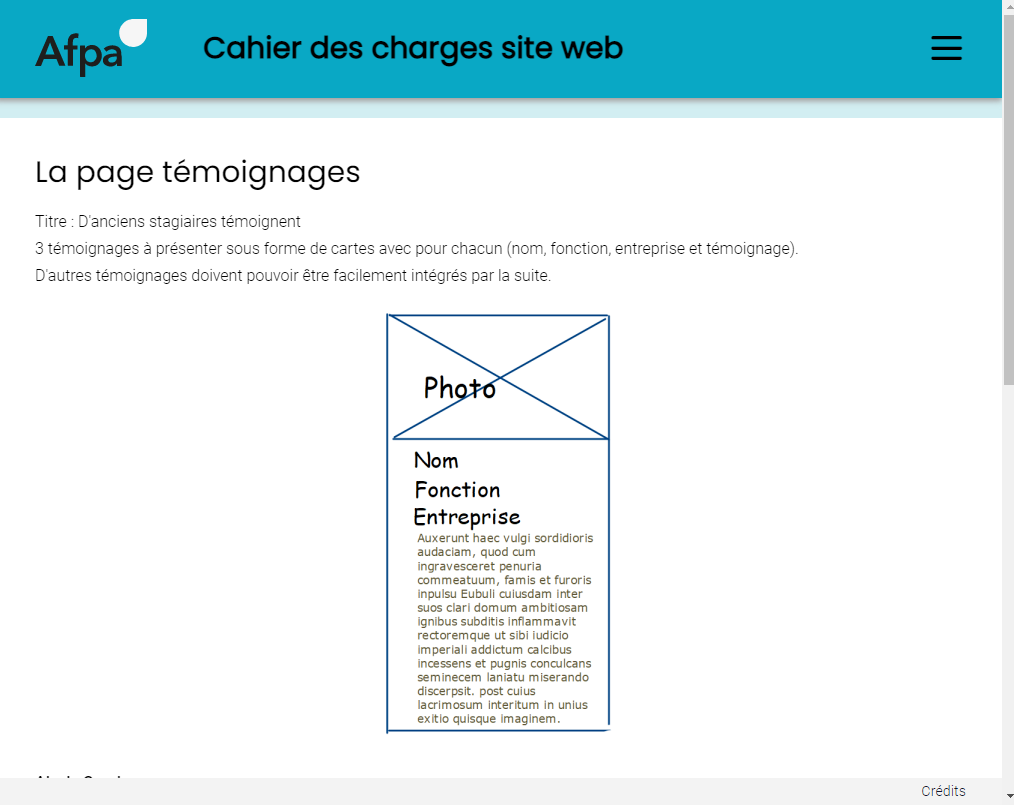 Afpa
Cahier des charges site web
La page témoignages
Titre : D'anciens stagiaires témoignent
3 témoignages à présenter sous forme de cartes avec pour chacun (nom, fonction, entreprise et témoignage).
D'autres témoignages doivent pouvoir être facilement intégrés par la suite.
Photo
Nom
Fonction
Entreprise
Auxerunt haec vulgi sordidioris
audaciam, quod cum
ingravesceret penuria
commeatuum, famis et furoris
inpulsu Eubuli cuiusdam inter
suos clari domum ambitiosam
ignibus subditis inflammavit
rectoremque ut sibi iudicio
imperiali addictum calcibus
incessens et pugnis conculcans
seminecem laniatu miserando
discerpsit. post cuius
lacrimosum interitum in unius
exitio quisque imaginem.
Crédits